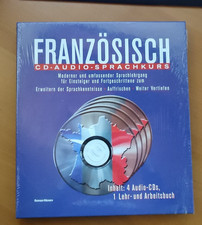 FRANZÖSISCH
CD-AUDIO-SPRACHKURS
Moderner und umfassender Sprachlehrgang
für Einsteiger und Fortgeschrittene zum
Erweitern der Sprachkenntnisse · Auffrischen · Weiter Vertiefen
Inhalt: 4 Audio-CDs,
1 Lehr- und Arbeitsbuch